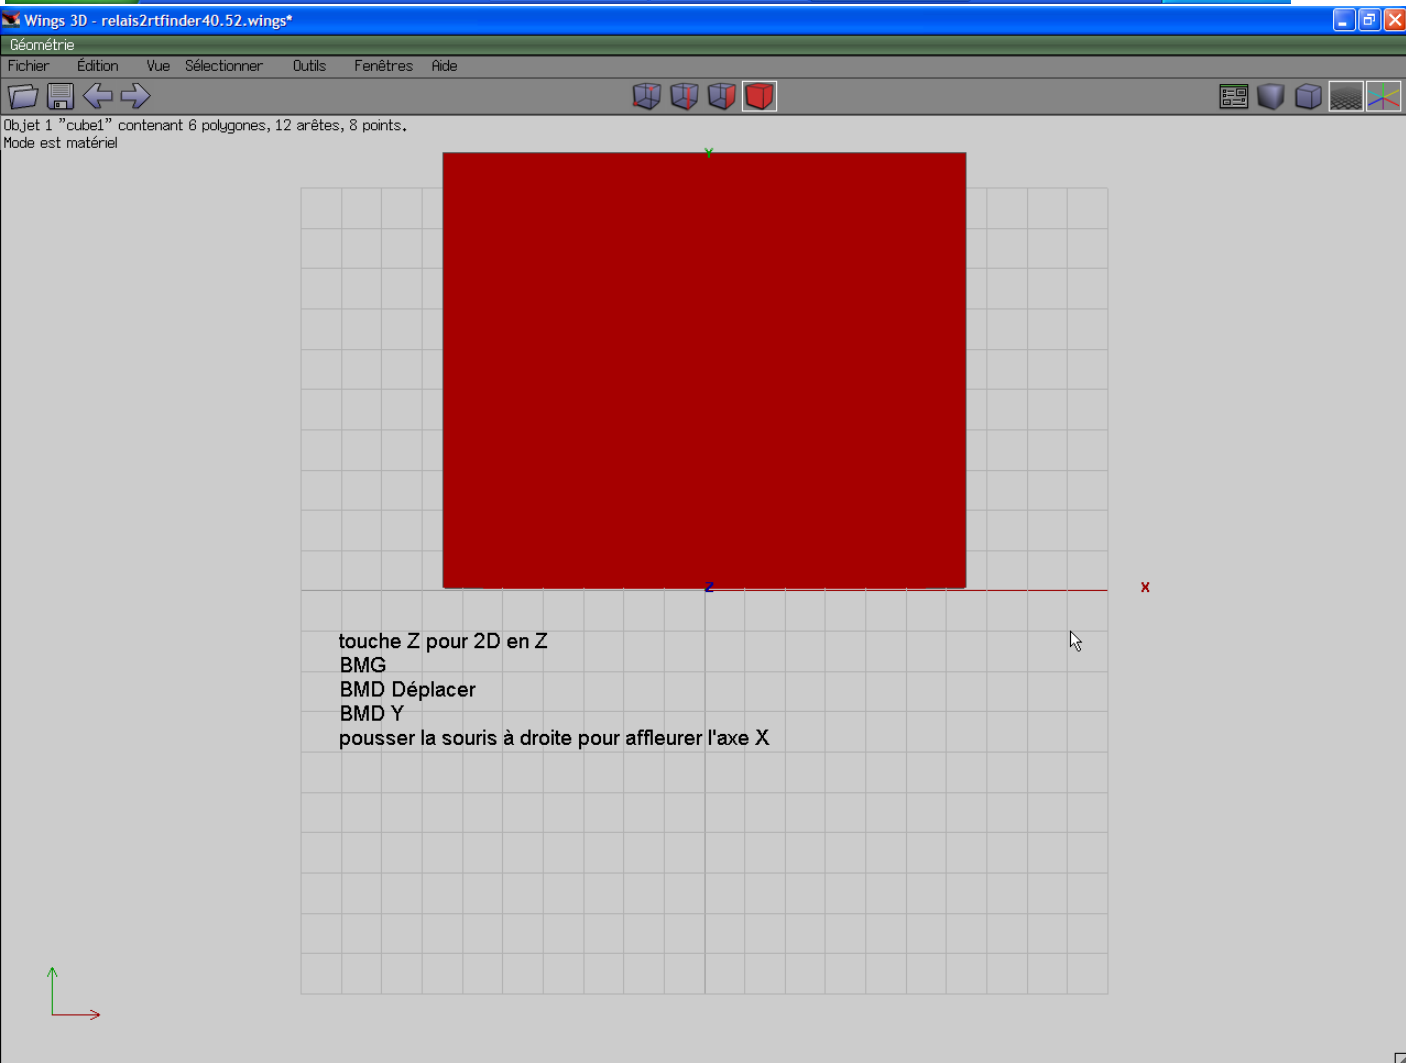 Wings 3D - relais2rtfinder40.52.wings*
Géométrie
Fichier Édition Vue Sélectionner Outils Fenêtres Aide
Objet 1 "cube1" contenant 6 polygones, 12 arêtes, 8 points.
Mode est matériel
Y
Z
X
touche Z pour 2D en Z
BMG
BMD Déplacer
BMD Y
pousser la souris à droite pour affleurer l'axe X